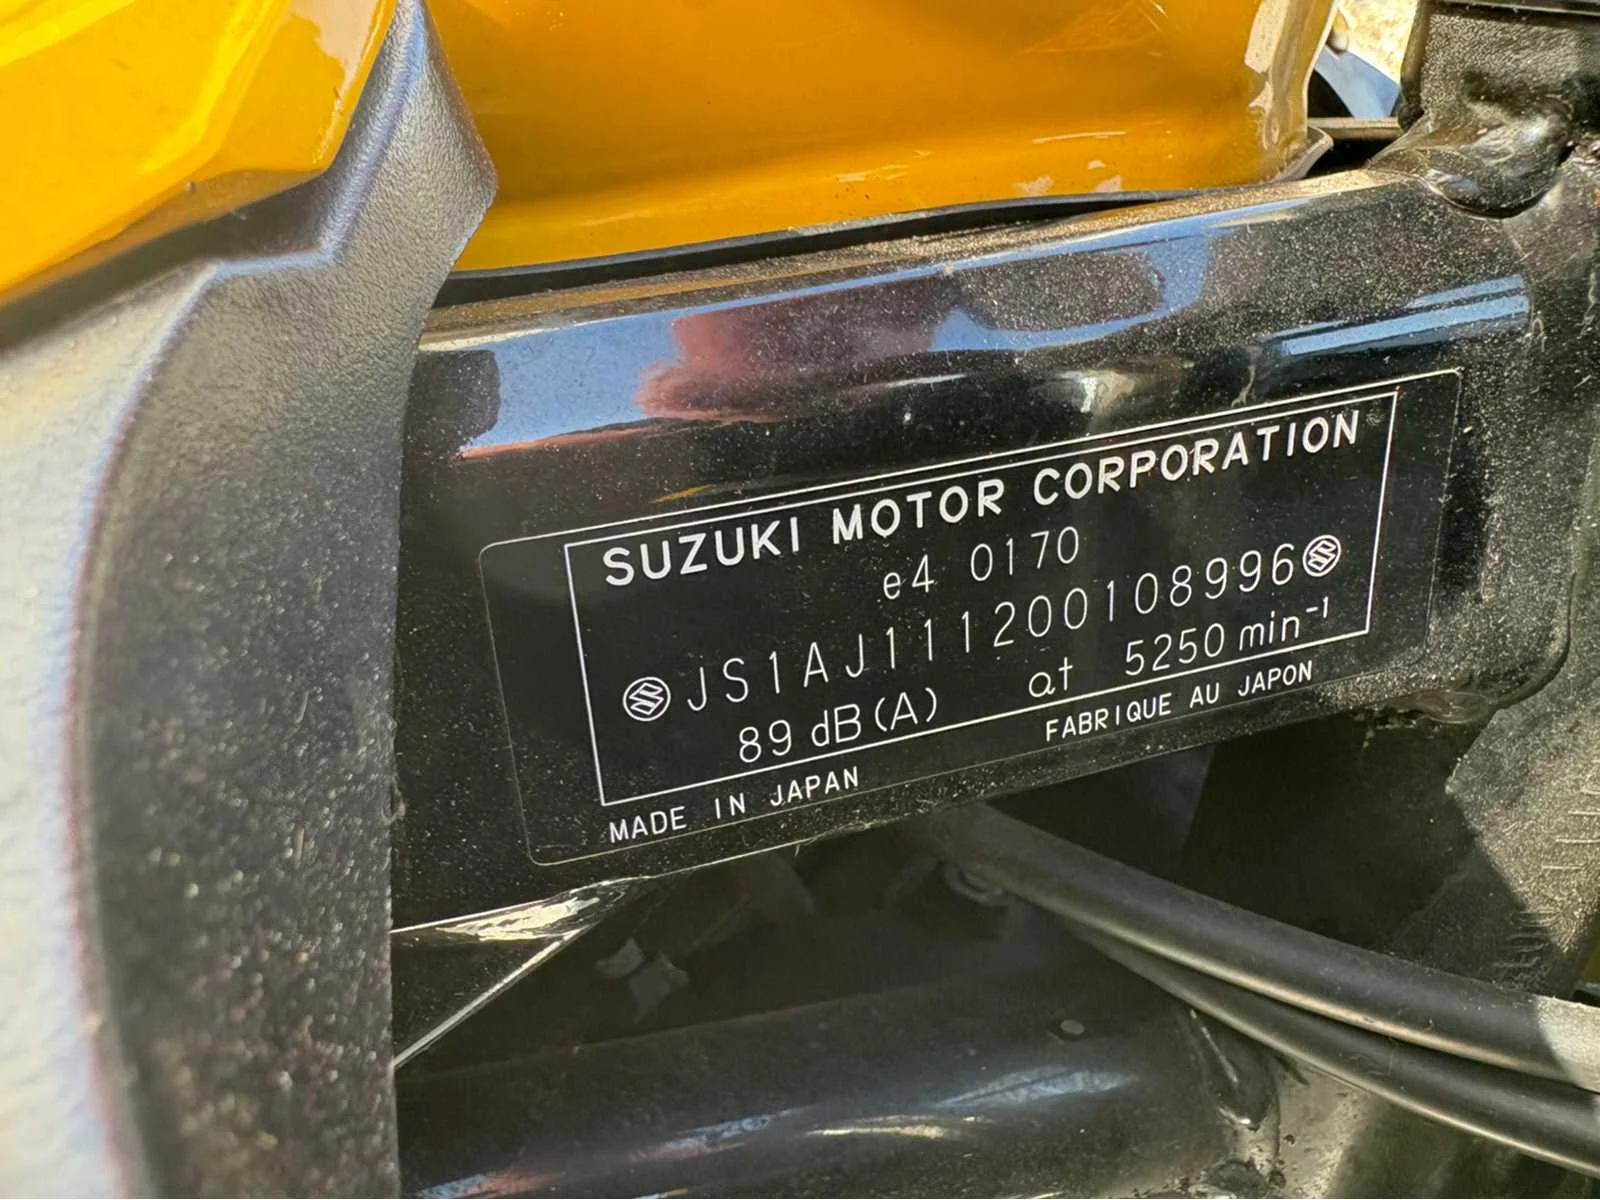 SUZUKI MOTOR CORPORATION
e4 0170
JS1AJ111200108996
89 dB(A) at 5250 min⁻¹
MADE IN JAPAN FABRIQUE AU JAPON